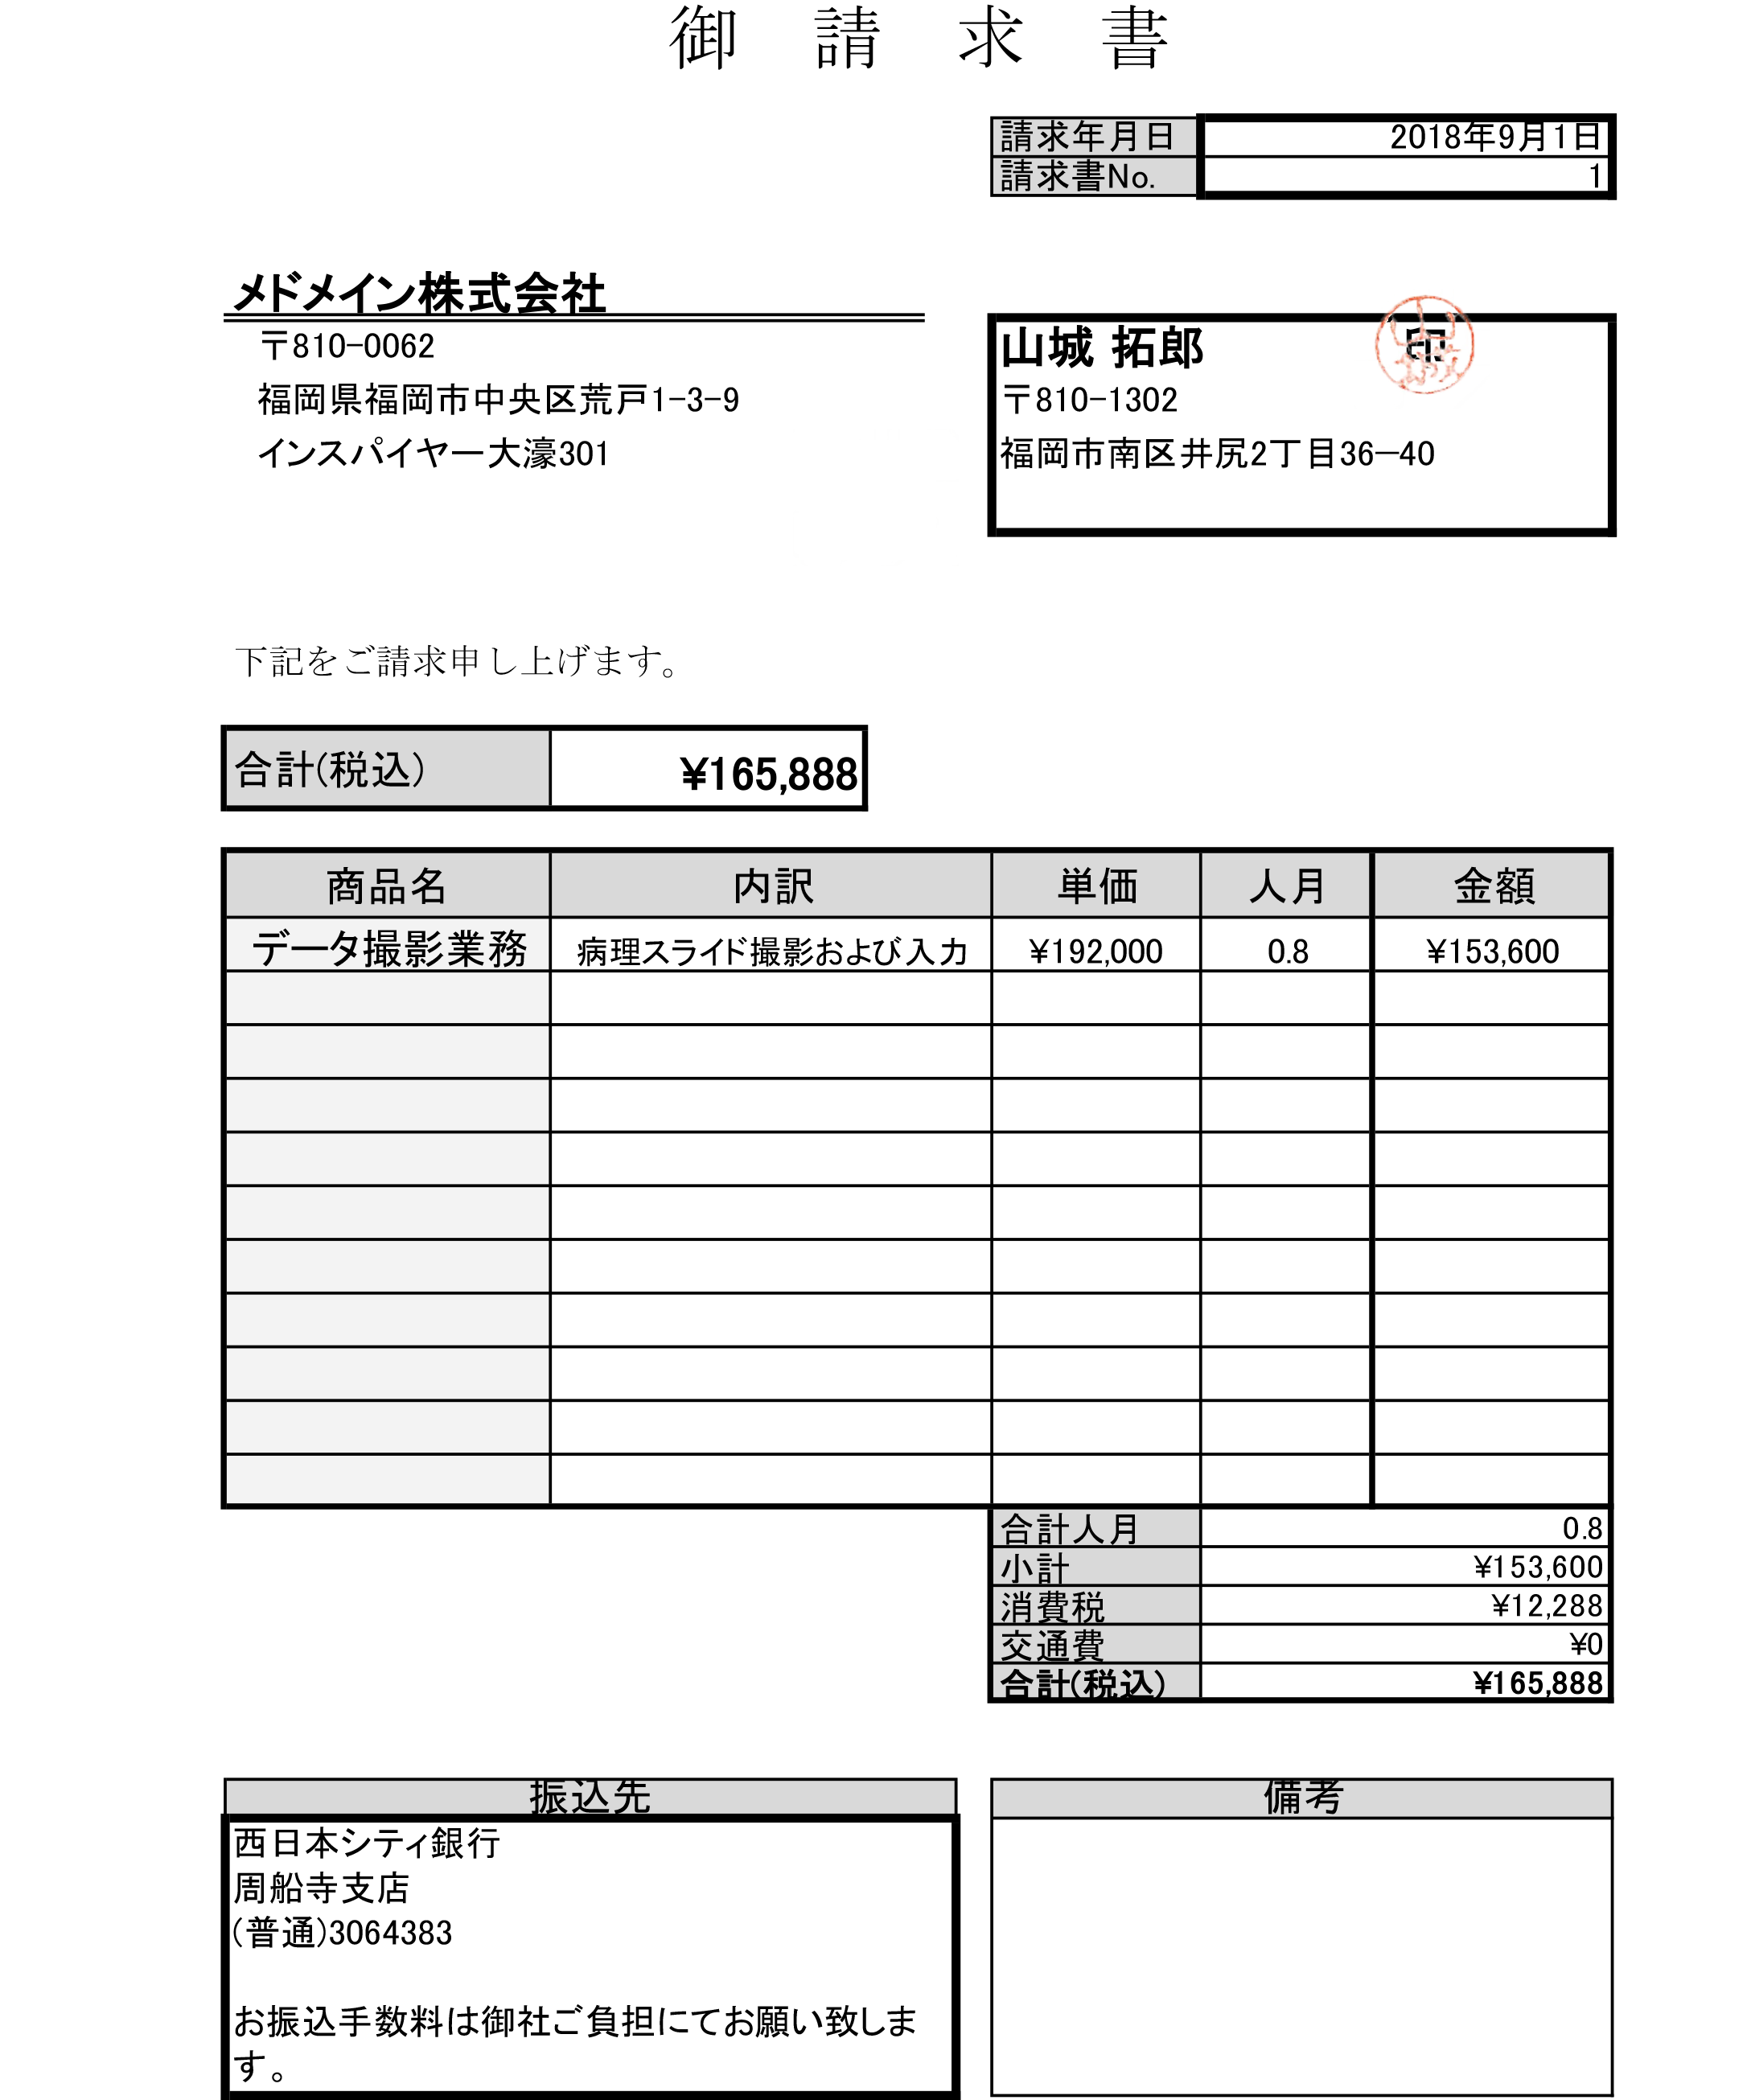 御請求書
請求年月日 2018年9月1日
請求書No. 1
メドメイン株式会社
〒810-0062
福岡県福岡市中央区荒戸1-3-9
インスパイヤー大濠301
山城 拓郎 印
〒810-1302
福岡市南区井尻2丁目36ー40
下記をご請求申し上げます。
合計(税込) ¥165,888
商品名 内訳 単価 人月 金額
データ撮影業務 病理スライド撮影および入力 ¥192,000 0.8 ¥153,600
合計人月 0.8
小計 ¥153,600
消費税 ¥12,288
交通費 ¥0
合計(税込) ¥165,888
振込先
西日本シティ銀行
周船寺支店
(普通)3064383
お振込手数料は御社ご負担にてお願い致しま
す。
備考